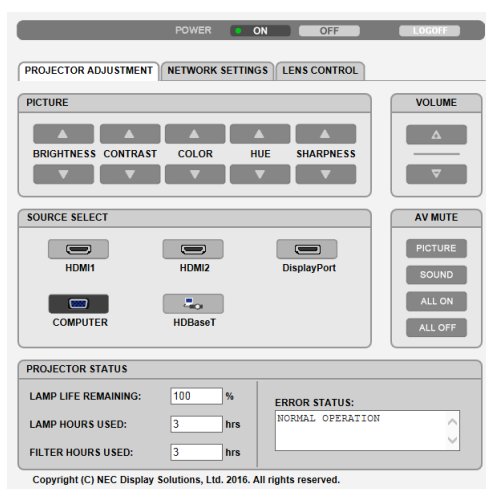 POWER ON OFF LOGOFF
PROJECTOR ADJUSTMENT NETWORK SETTINGS LENS CONTROL
PICTURE
BRIGHTNESS CONTRAST COLOR HUE SHARPNESS
VOLUME
SOURCE SELECT
HDMI1 HDMI2 DisplayPort
COMPUTER HDBaseT
AV MUTE
PICTURE
SOUND
ALL ON
ALL OFF
PROJECTOR STATUS
LAMP LIFE REMAINING: 100 %
LAMP HOURS USED: 3 hrs
FILTER HOURS USED: 3 hrs
ERROR STATUS:
NORMAL OPERATION
Copyright (C) NEC Display Solutions, Ltd. 2016. All rights reserved.